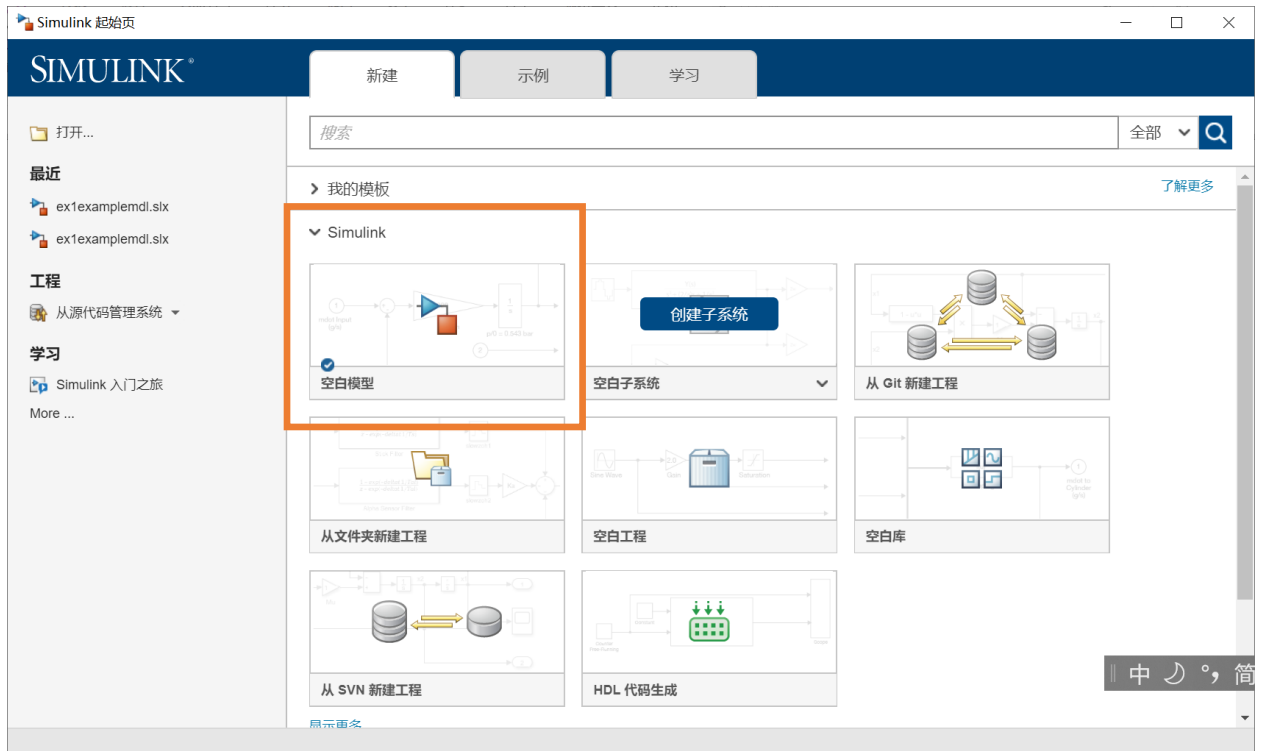 Simulink 起始页
SIMULINK®
新建
示例
学习
打开...
最近
ex1examplemdl.slx
ex1examplemdl.slx
工程
从源代码管理系统
学习
Simulink 入门之旅
More ...
搜索
全部
我的模板
了解更多
Simulink
空白模型
创建子系统
空白子系统
从 Git 新建工程
从文件夹新建工程
空白工程
空白库
从 SVN 新建工程
HDL 代码生成
显示更多
中 简